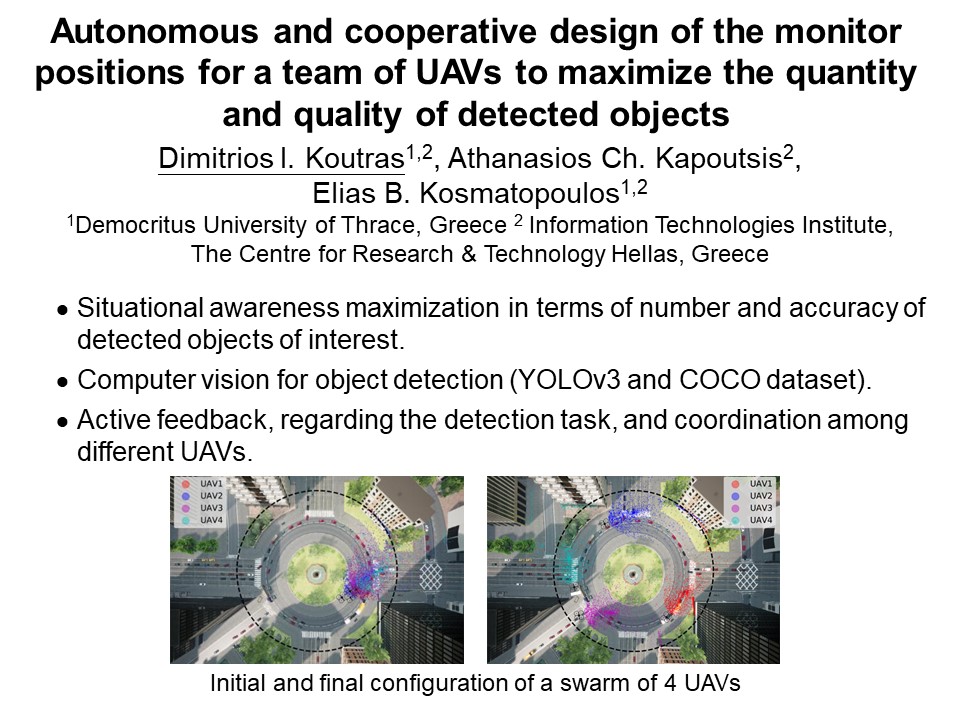 Autonomous and cooperative design of the monitor
positions for a team of UAVs to maximize the quantity
and quality of detected objects
Dimitrios I. Koutras1,2, Athanasios Ch. Kapoutsis2,
Elias B. Kosmatopoulos1,2
1Democritus University of Thrace, Greece 2 Information Technologies Institute,
The Centre for Research & Technology Hellas, Greece
● Situational awareness maximization in terms of number and accuracy of
detected objects of interest.
● Computer vision for object detection (YOLOv3 and COCO dataset).
● Active feedback, regarding the detection task, and coordination among
different UAVs.
UAV1
UAV2
UAV3
UAV4
UAV1
UAV2
UAV3
UAV4
Initial and final configuration of a swarm of 4 UAVs